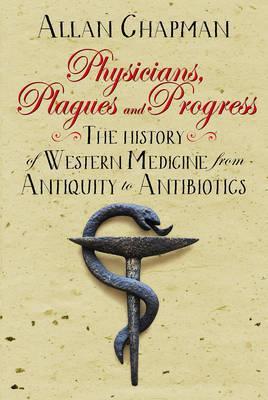 ALLAN CHAPMAN
Physicians,
Plagues and Progress
THE HISTORY
of WESTERN MEDICINE from
ANTIQUITY to ANTIBIOTICS